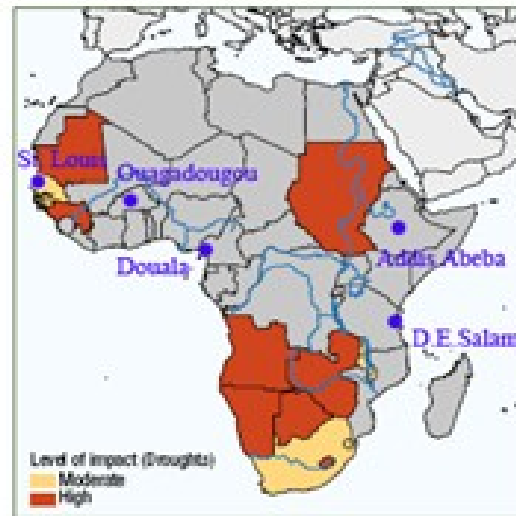 St. Louis
Ouagadougou
Douala
Addis Abeba
D.E.Salam
Level of impact (Droughts)
Moderate
High